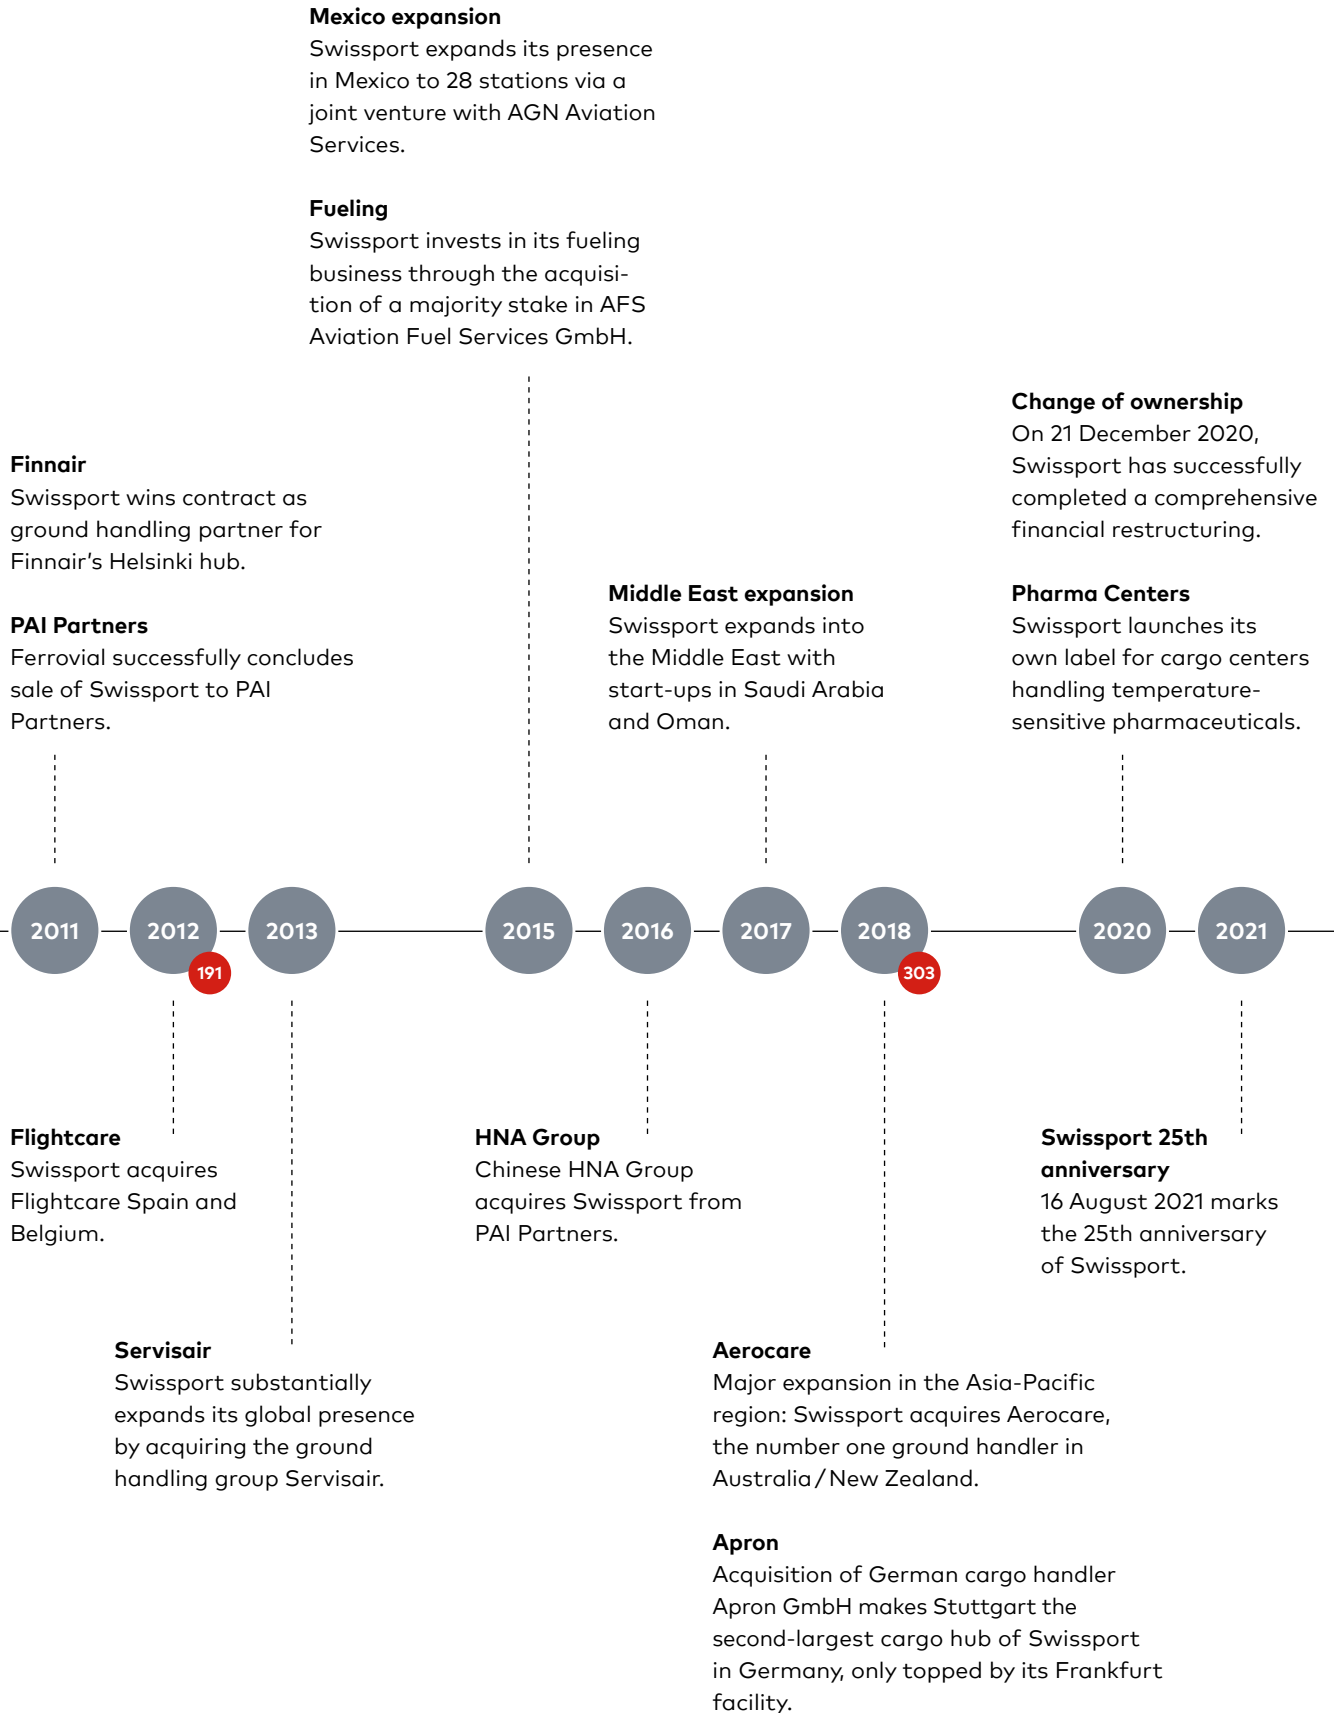 Mexico expansion
Swissport expands its presence
in Mexico to 28 stations via a
joint venture with AGN Aviation
Services.
Fueling
Swissport invests in its fueling
business through the acquisi-
tion of a majority stake in AFS
Aviation Fuel Services GmbH.
Finnair
Swissport wins contract as
ground handling partner for
Finnair's Helsinki hub.
PAI Partners
Ferrovial successfully concludes
sale of Swissport to PAI
Partners.
Middle East expansion
Swissport expands into
the Middle East with
start-ups in Saudi Arabia
and Oman.
Change of ownership
On 21 December 2020,
Swissport has successfully
completed a comprehensive
financial restructuring.
Pharma Centers
Swissport launches its
own label for cargo centers
handling temperature-
sensitive pharmaceuticals.
2011
2012
191
2013
2015
2016
2017
2018
303
2020
2021
Flightcare
Swissport acquires
Flightcare Spain and
Belgium.
Servisair
Swissport substantially
expands its global presence
by acquiring the ground
handling group Servisair.
HNA Group
Chinese HNA Group
acquires Swissport from
PAI Partners.
Aerocare
Major expansion in the Asia-Pacific
region: Swissport acquires Aerocare,
the number one ground handler in
Australia/New Zealand.
Apron
Acquisition of German cargo handler
Apron GmbH makes Stuttgart the
second-largest cargo hub of Swissport
in Germany, only topped by its Frankfurt
facility.
Swissport 25th
anniversary
16 August 2021 marks
the 25th anniversary
of Swissport.